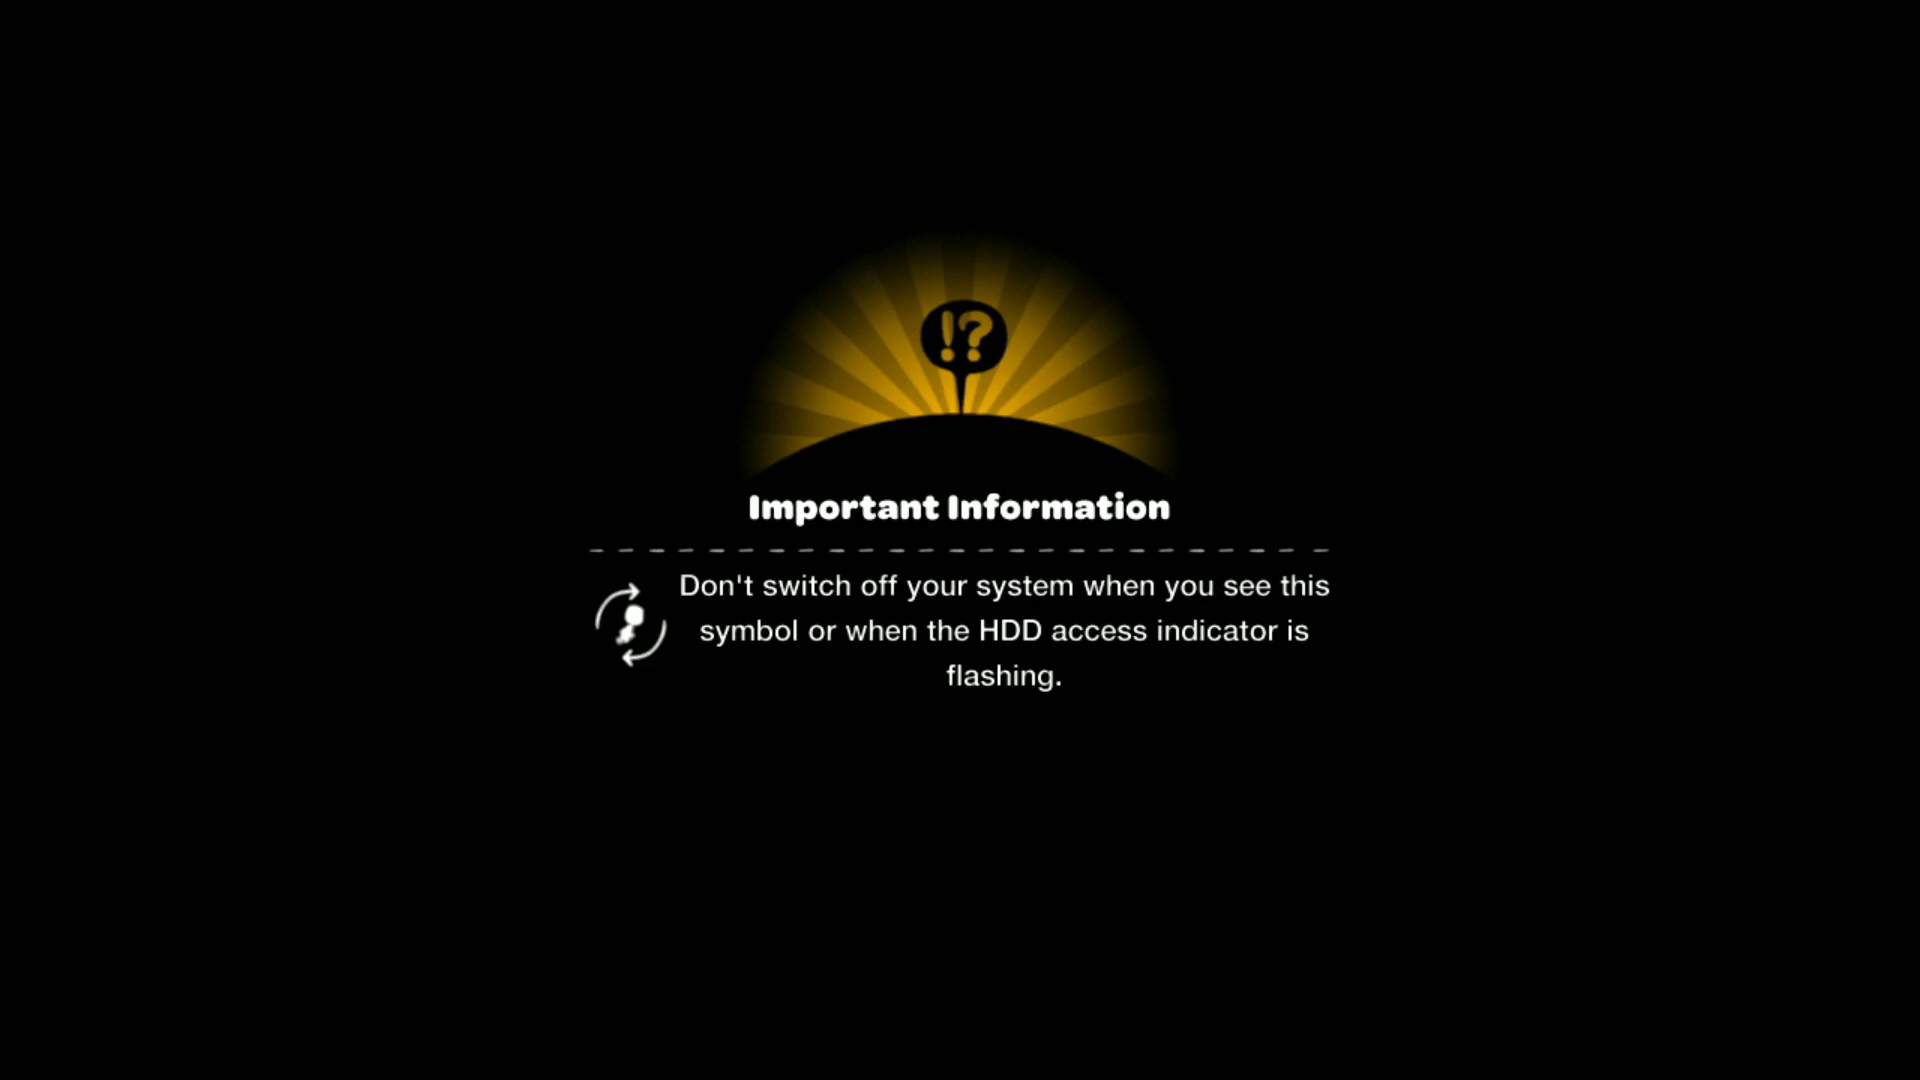 !?
Important Information
Don't switch off your system when you see this
symbol or when the HDD access indicator is
flashing.